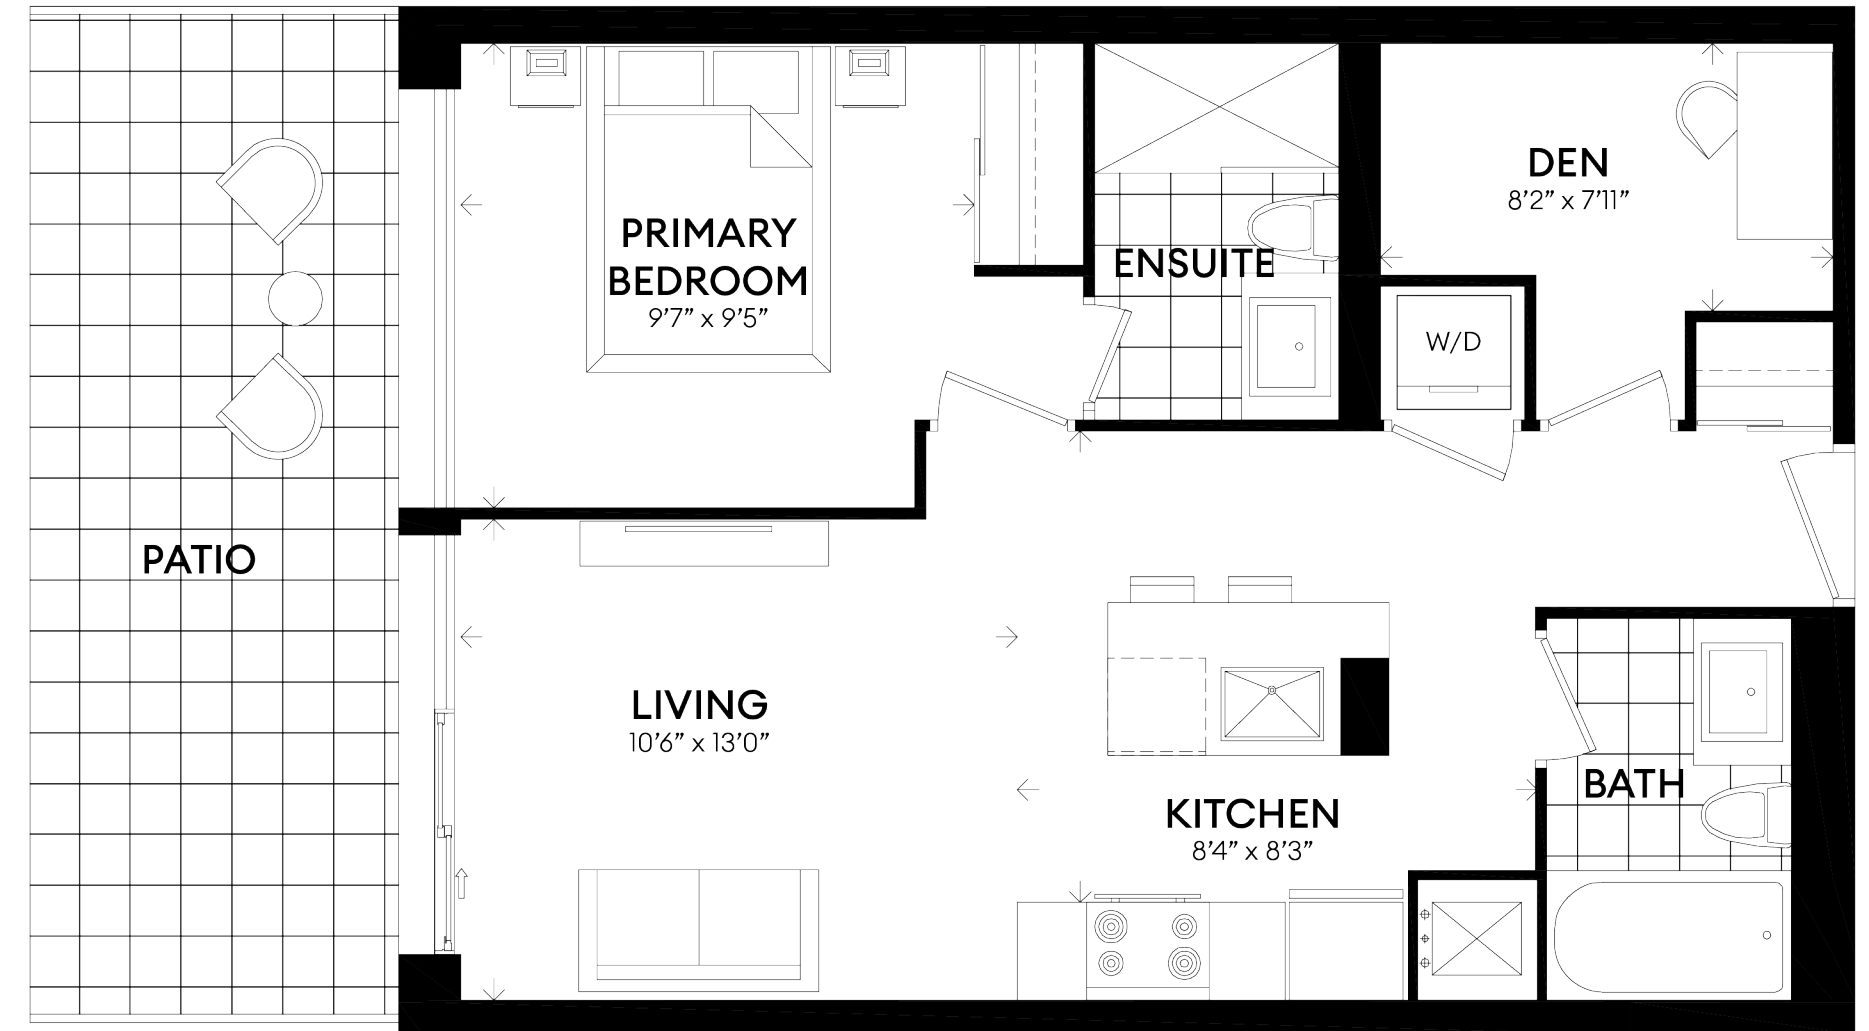 DEN
8’2” x 7’11”
PRIMARY
BEDROOM
9’7” x 9’5”
ENSUITE
W/D
PATIO
LIVING
10’6” x 13’0”
BATH
KITCHEN
8’4” x 8’3”